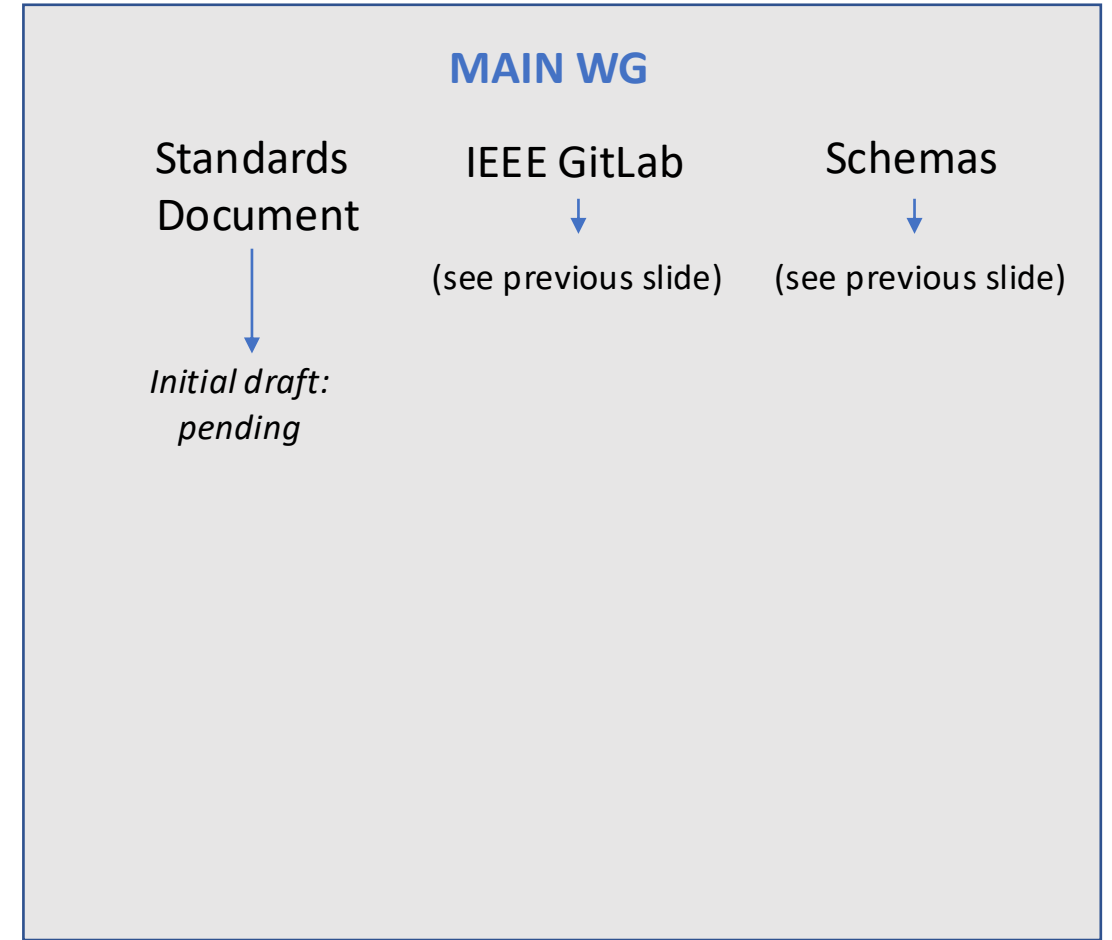 MAIN WG
Standards
Document
IEEE GitLab
Schemas
(see previous slide)
(see previous slide)
Initial draft:
pending